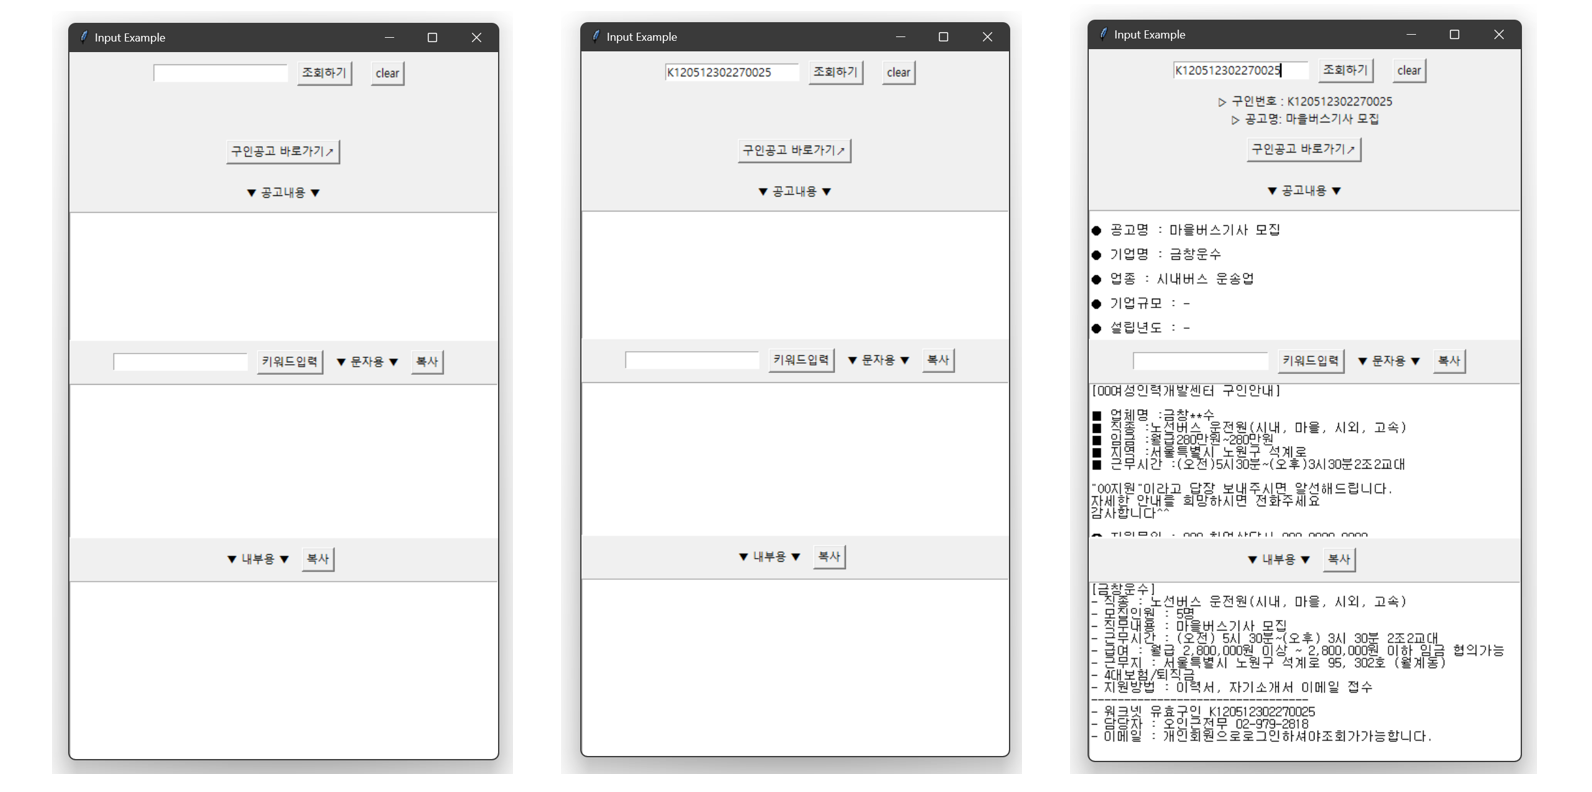 Input Example
조회하기 clear
구인공고 바로가기↗
▼ 공고내용 ▼
키워드입력 ▼ 문자용 ▼ 복사
▼ 내부용 ▼ 복사
Input Example
K120512302270025 조회하기 clear
구인공고 바로가기↗
▼ 공고내용 ▼
키워드입력 ▼ 문자용 ▼ 복사
▼ 내부용 ▼ 복사
Input Example
K120512302270025 조회하기 clear
▷ 구인번호 : K120512302270025
▷ 공고명: 마을버스기사 모집
구인공고 바로가기↗
▼ 공고내용 ▼
● 공고명 : 마을버스기사 모집
● 기업명 : 금창운수
● 업종 : 시내버스 운송업
● 기업규모 : -
● 설립년도 : -
키워드입력 ▼ 문자용 ▼ 복사
[OOO여성인력개발센터 구인안내]
■ 업체명 :금창**수
■ 직종 :노선버스 운전원(시내, 마을, 시외, 고속)
■ 임금 :월급280만원~280만원
■ 지역 :서울특별시 노원구 석계로
■ 근무시간 :(오전)5시30분~(오후)3시30분2조2교대
"OO지원"이라고 답장 보내주시면 알선해드립니다.
자세한 안내를 희망하시면 전화주세요
감사합니다^^
▼ 내부용 ▼ 복사
[금창운수]
- 직종 : 노선버스 운전원(시내, 마을, 시외, 고속)
- 모집인원 : 5명
- 직무내용 : 마을버스기사 모집
- 근무시간 : (오전) 5시 30분~(오후) 3시 30분 2조2교대
- 급여 : 월급 2,800,000원 이상 ~ 2,800,000원 이하 임금 협의가능
- 근무지 : 서울특별시 노원구 석계로 95, 302호 (월계동)
- 4대보험/퇴직금
- 지원방법 : 이력서, 자기소개서 이메일 접수
--------------------------------
- 워크넷 유효구인 K120512302270025
- 담당자 : 오인근전무 02-979-2818
- 이메일 : 개인회원으로로그인하셔야조회가가능합니다.